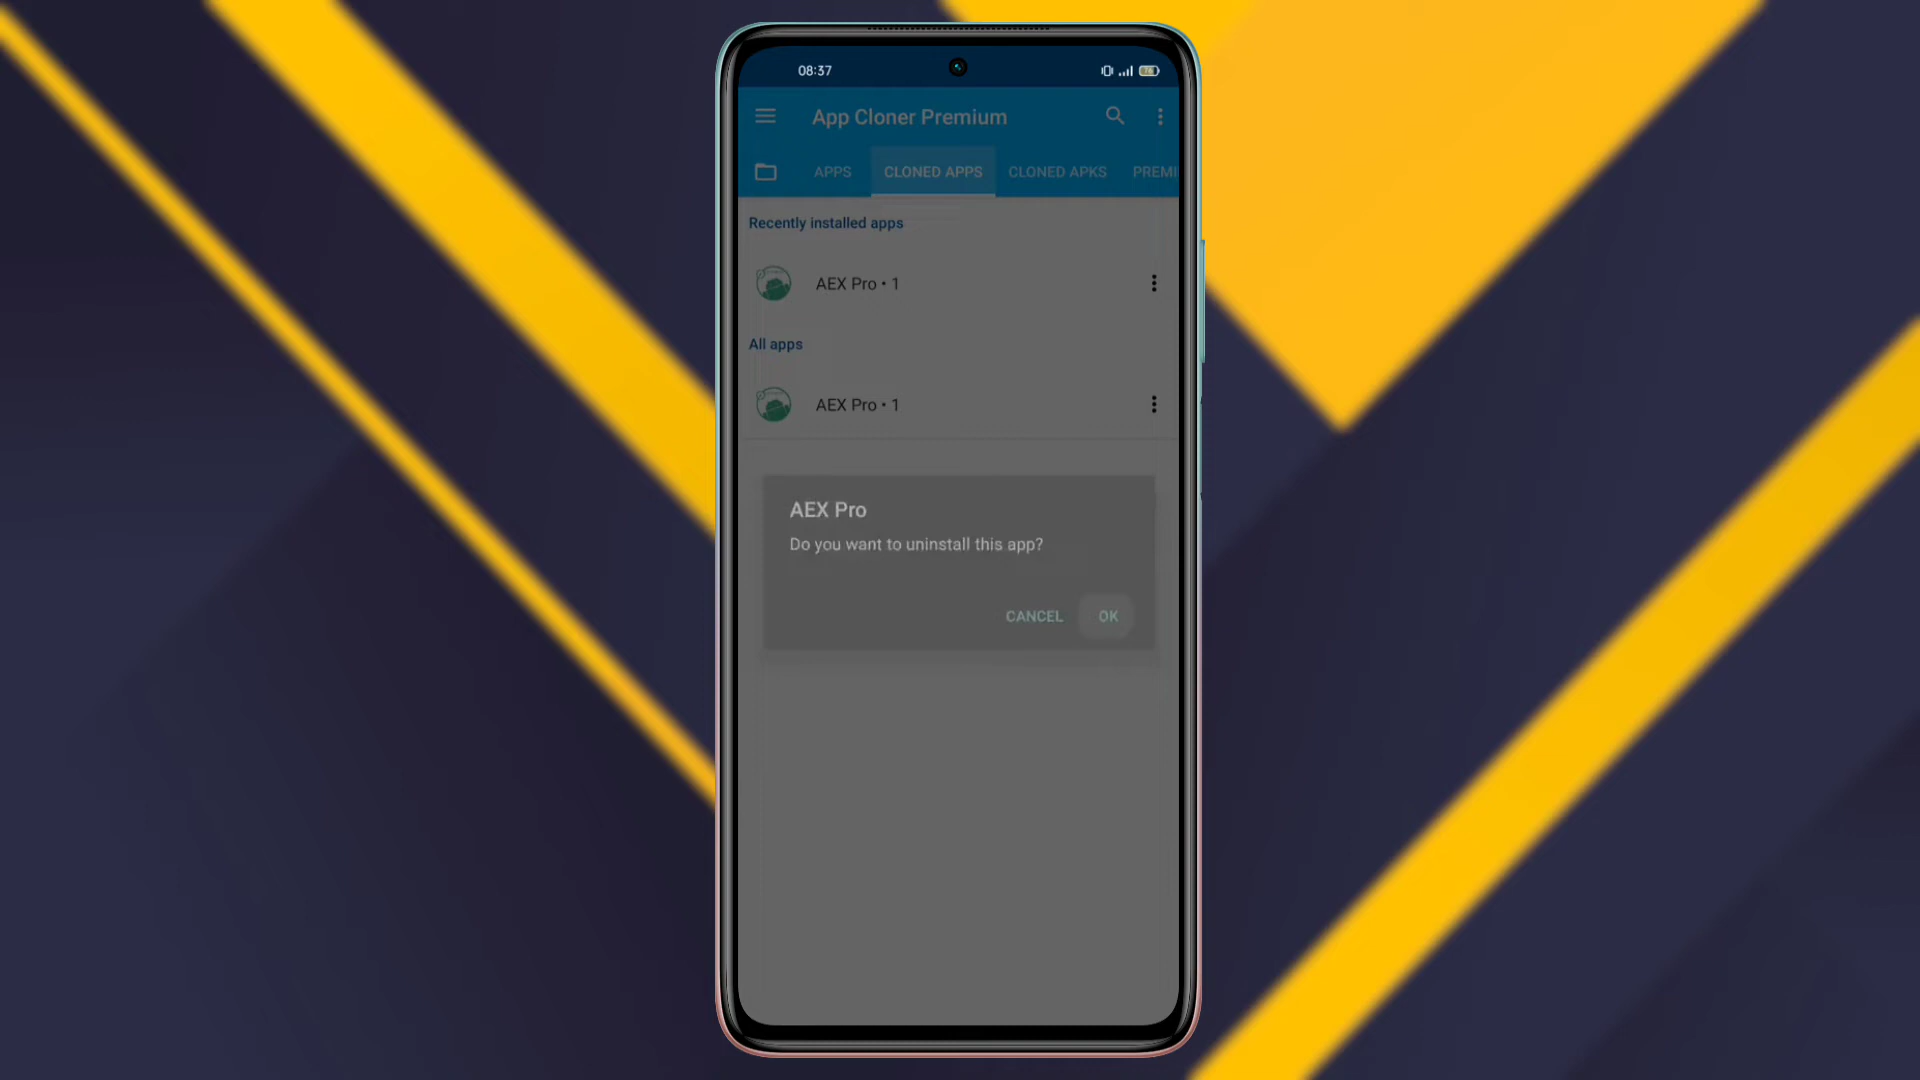 08:37
App Cloner Premium
APPS
CLONED APPS
CLONED APKS
PREMI
Recently installed apps
AEX Pro • 1
All apps
AEX Pro • 1
AEX Pro
Do you want to uninstall this app?
CANCEL
OK